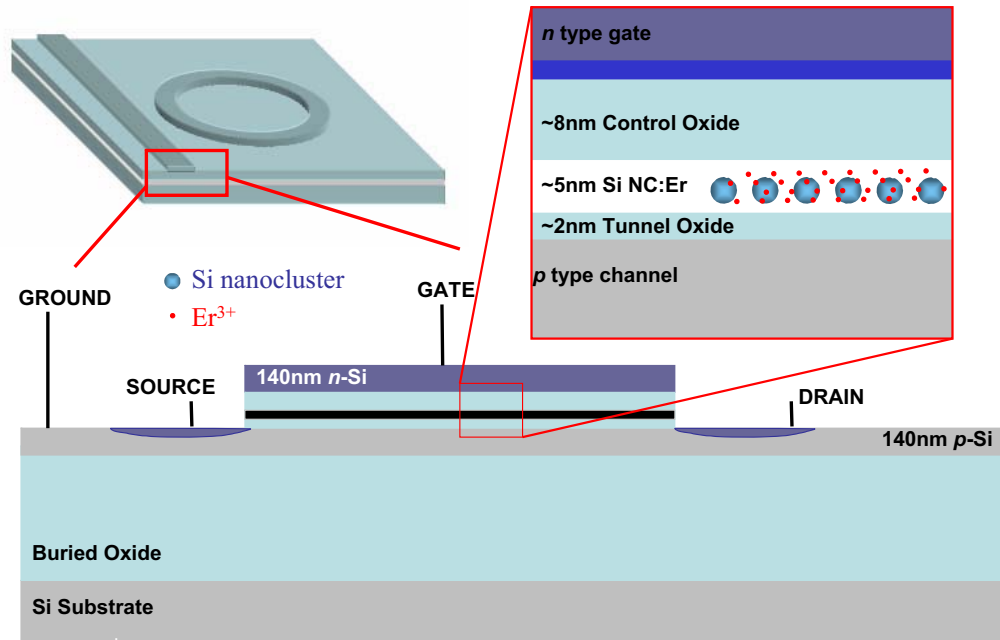 n type gate
~8nm Control Oxide
~5nm Si NC:Er
~2nm Tunnel Oxide
p type channel
Si nanocluster
Er³⁺
GROUND
GATE
SOURCE
140nm n-Si
DRAIN
140nm p-Si
Buried Oxide
Si Substrate